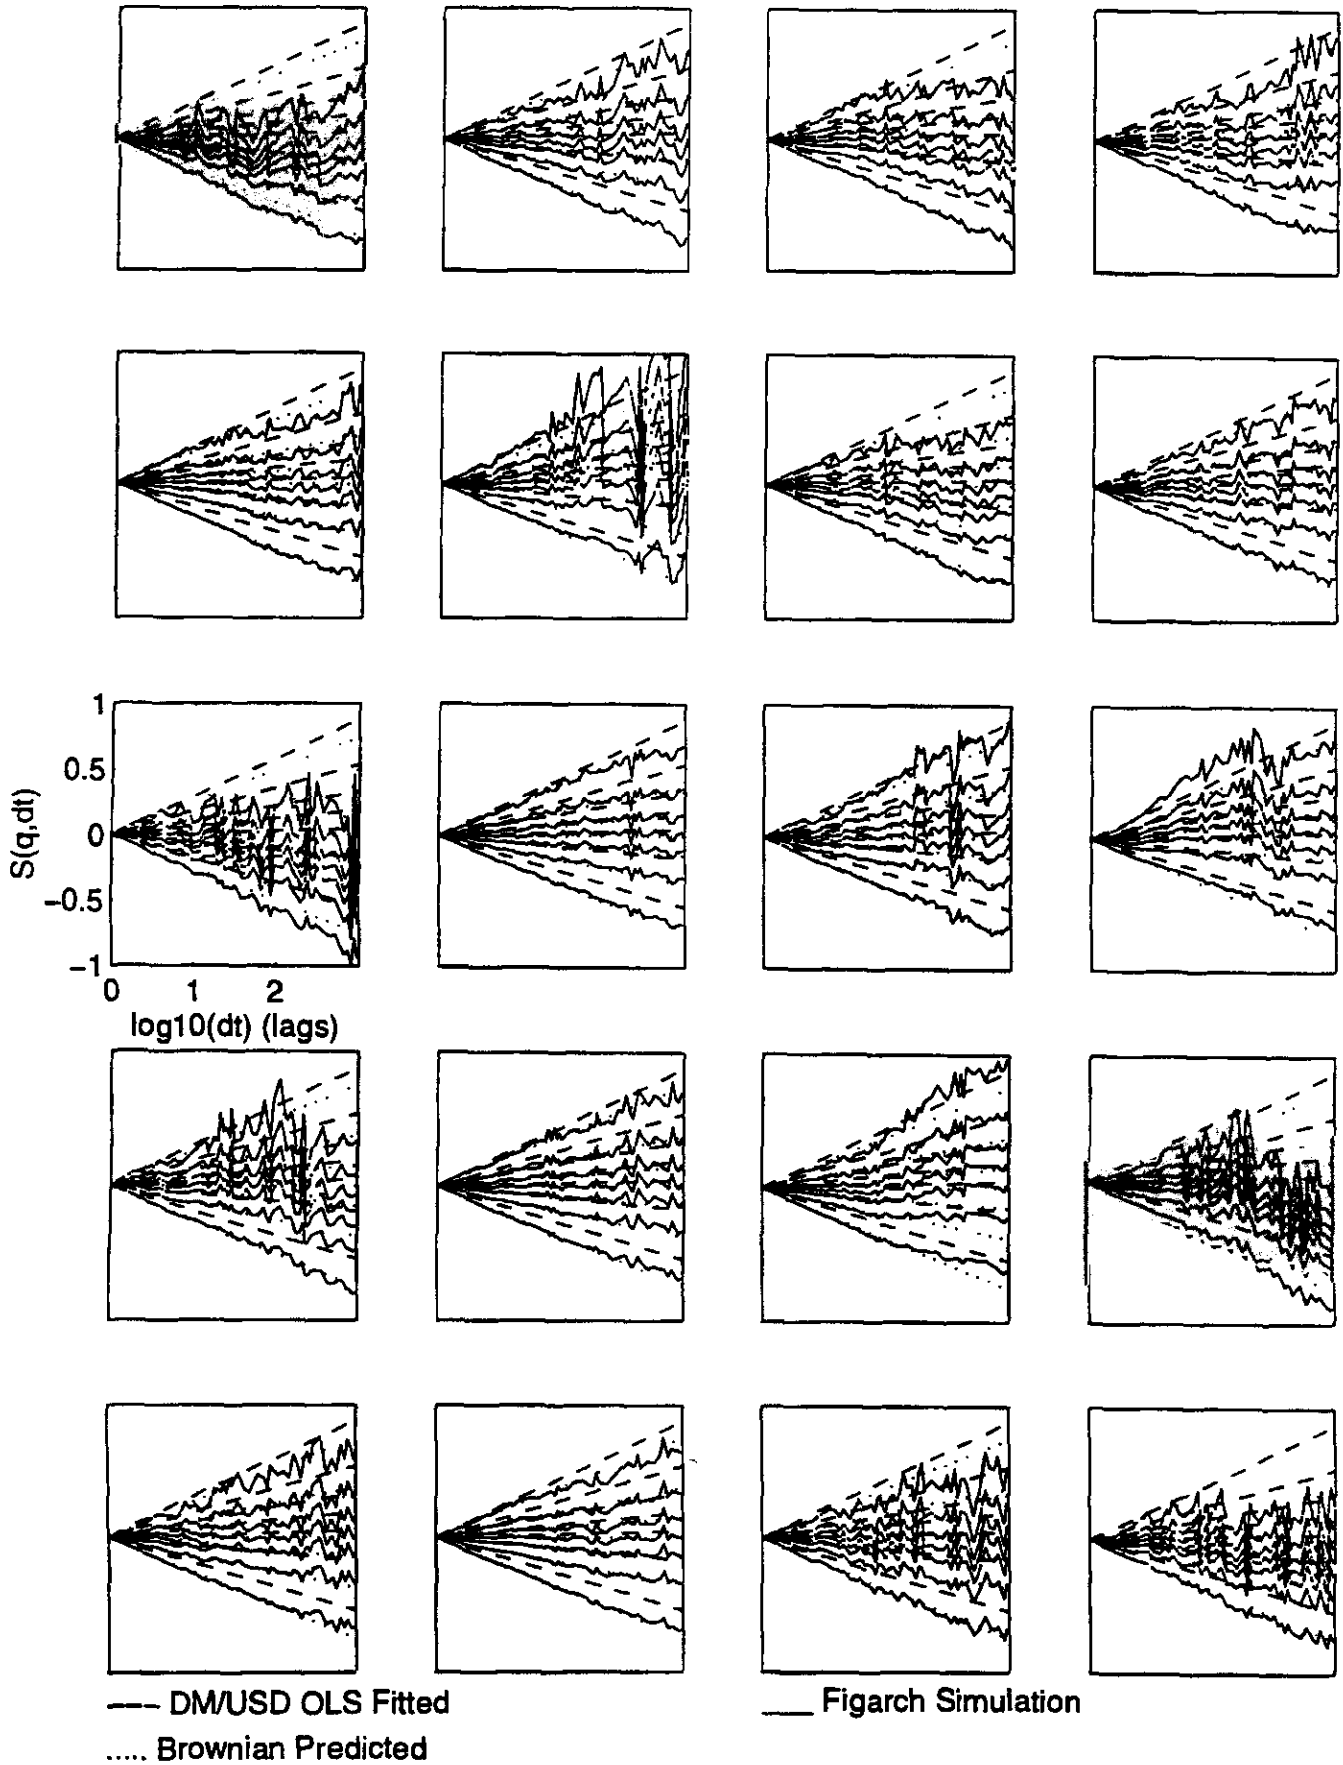 1
0.5
0
−0.5
−1
S(q,dt)
0 1 2
log10(dt) (lags)
--- DM/USD OLS Fitted
___ Figarch Simulation
..... Brownian Predicted